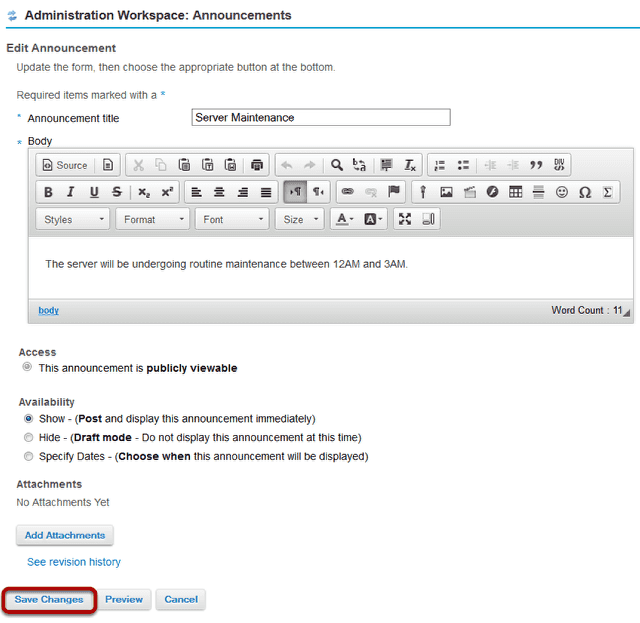 Administration Workspace: Announcements
Edit Announcement
Update the form, then choose the appropriate button at the bottom.
Required items marked with a *
* Announcement title Server Maintenance
* Body
Source
B I U S x₂ x²
Styles Format Font Size A A
The server will be undergoing routine maintenance between 12AM and 3AM.
body Word Count : 11
Access
This announcement is publicly viewable
Availability
Show - (Post and display this announcement immediately)
Hide - (Draft mode - Do not display this announcement at this time)
Specify Dates - (Choose when this announcement will be displayed)
Attachments
No Attachments Yet
Add Attachments
See revision history
Save Changes Preview Cancel